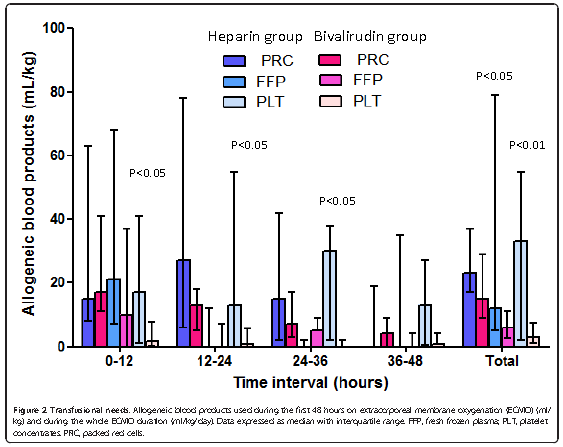 100
80
60
40
20
0
Allogeneic blood products (mL/kg)
Heparin group Bivalirudin group
PRC PRC
FFP FFP
PLT PLT
P<0.05
P<0.05
P<0.05
P<0.05
P<0.01
0-12 12-24 24-36 36-48 Total
Time interval (hours)
Figure 2 Transfusional needs. Allogeneic blood products used during the first 48 hours on extracorporeal membrane oxygenation (ECMO) (ml/
kg) and during the whole ECMO duration (ml/kg/day). Data expressed as median with interquartile range. FFP, fresh frozen plasma; PLT, platelet
concentrates. PRC, packed red cells.